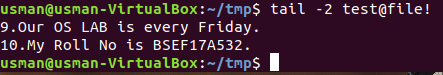 usman@usman-VirtualBox:~/tmp$ tail -2 test@file!
9.Our OS LAB is every Friday.
10.My Roll No is BSEF17A532.
usman@usman-VirtualBox:~/tmp$